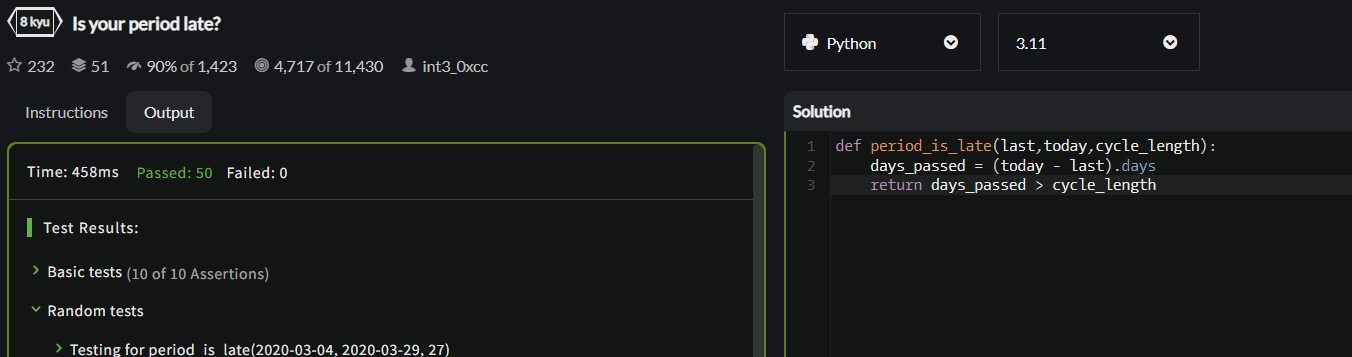 8 kyu Is your period late?
232 51 90% of 1,423 4,717 of 11,430 int3_0xcc
Python 3.11
Instructions Output
Time: 458ms Passed: 50 Failed: 0
Test Results:
Basic tests (10 of 10 Assertions)
Random tests
Testing for period_is_late(2020-03-04, 2020-03-29, 27)
Solution
1 def period_is_late(last,today,cycle_length):
2     days_passed = (today - last).days
3     return days_passed > cycle_length